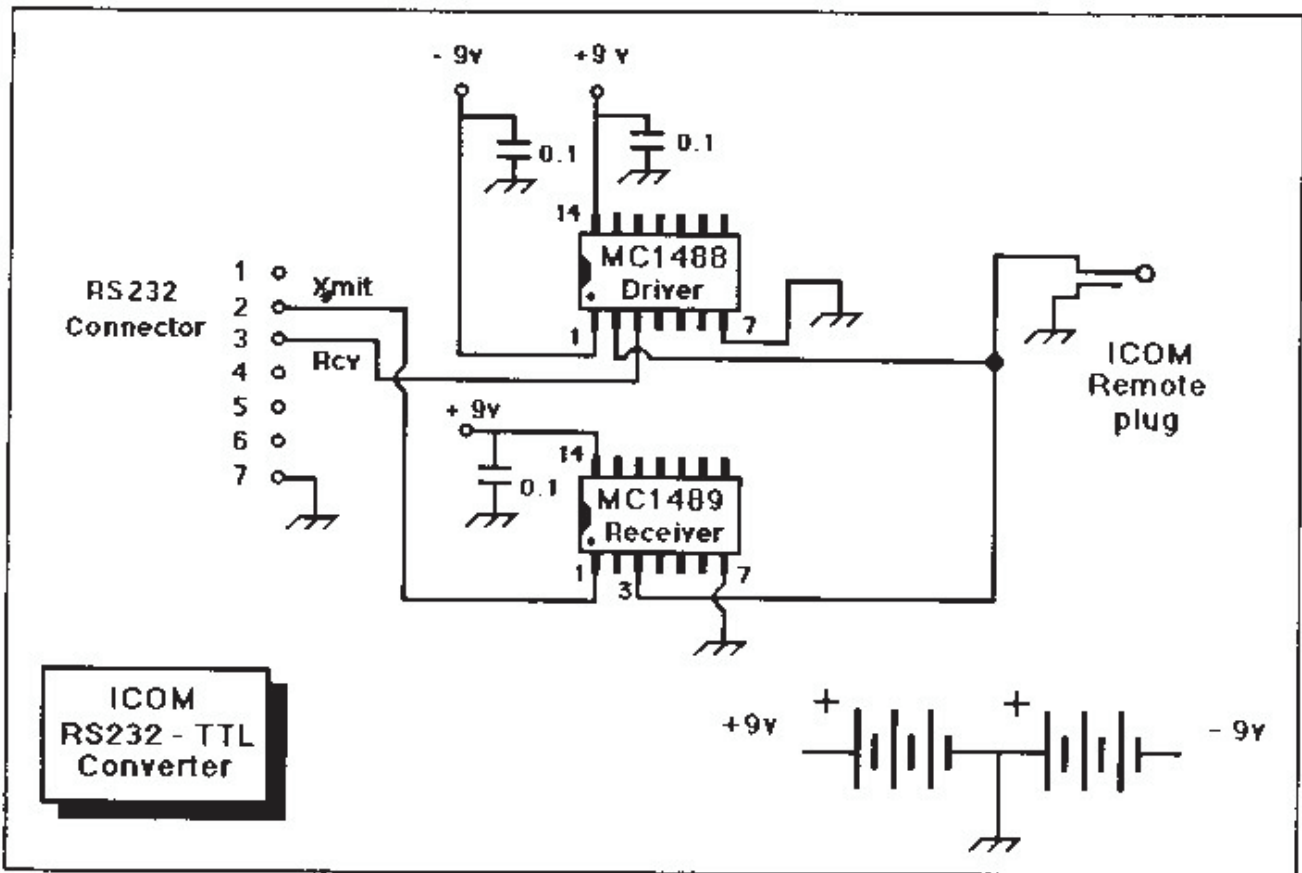 - 9v
+9 v
0.1
0.1
14
MC1488
Driver
1
7
RS232
Connector
1
2
3
4
5
6
7
Xmit
Rcv
+ 9v
0.1
14
MC1489
Receiver
1
3
7
ICOM
Remote
plug
ICOM
RS232 - TTL
Converter
+9v
+
+
- 9v